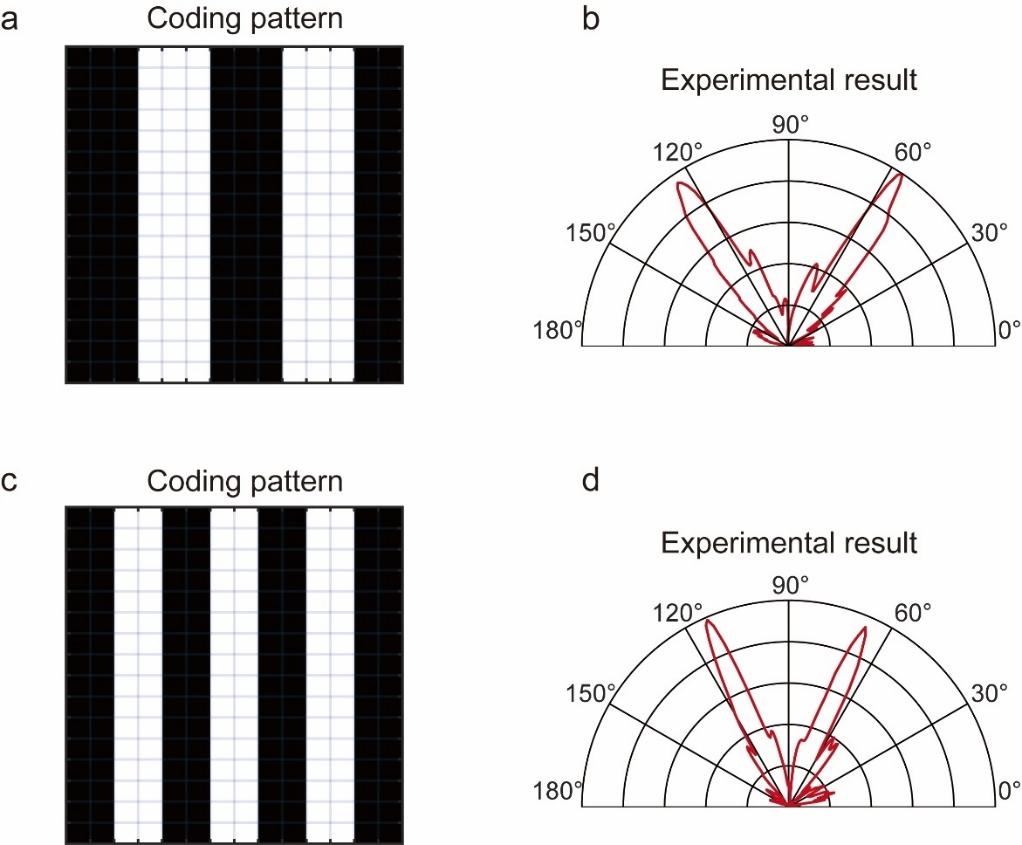 a
Coding pattern
b
Experimental result
90°
120°
60°
150°
30°
180°
0°
c
Coding pattern
d
Experimental result
90°
120°
60°
150°
30°
180°
0°